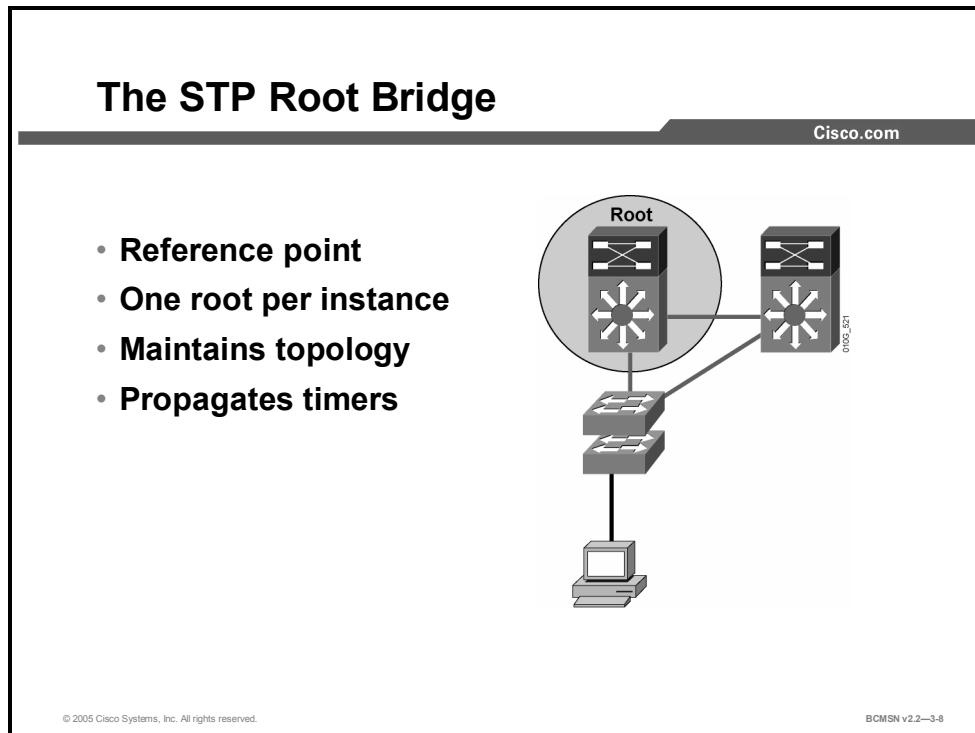 The STP Root Bridge
Cisco.com
• Reference point
• One root per instance
• Maintains topology
• Propagates timers
Root
010G_521
© 2005 Cisco Systems, Inc. All rights reserved.
BCMSN v2.2—3-8